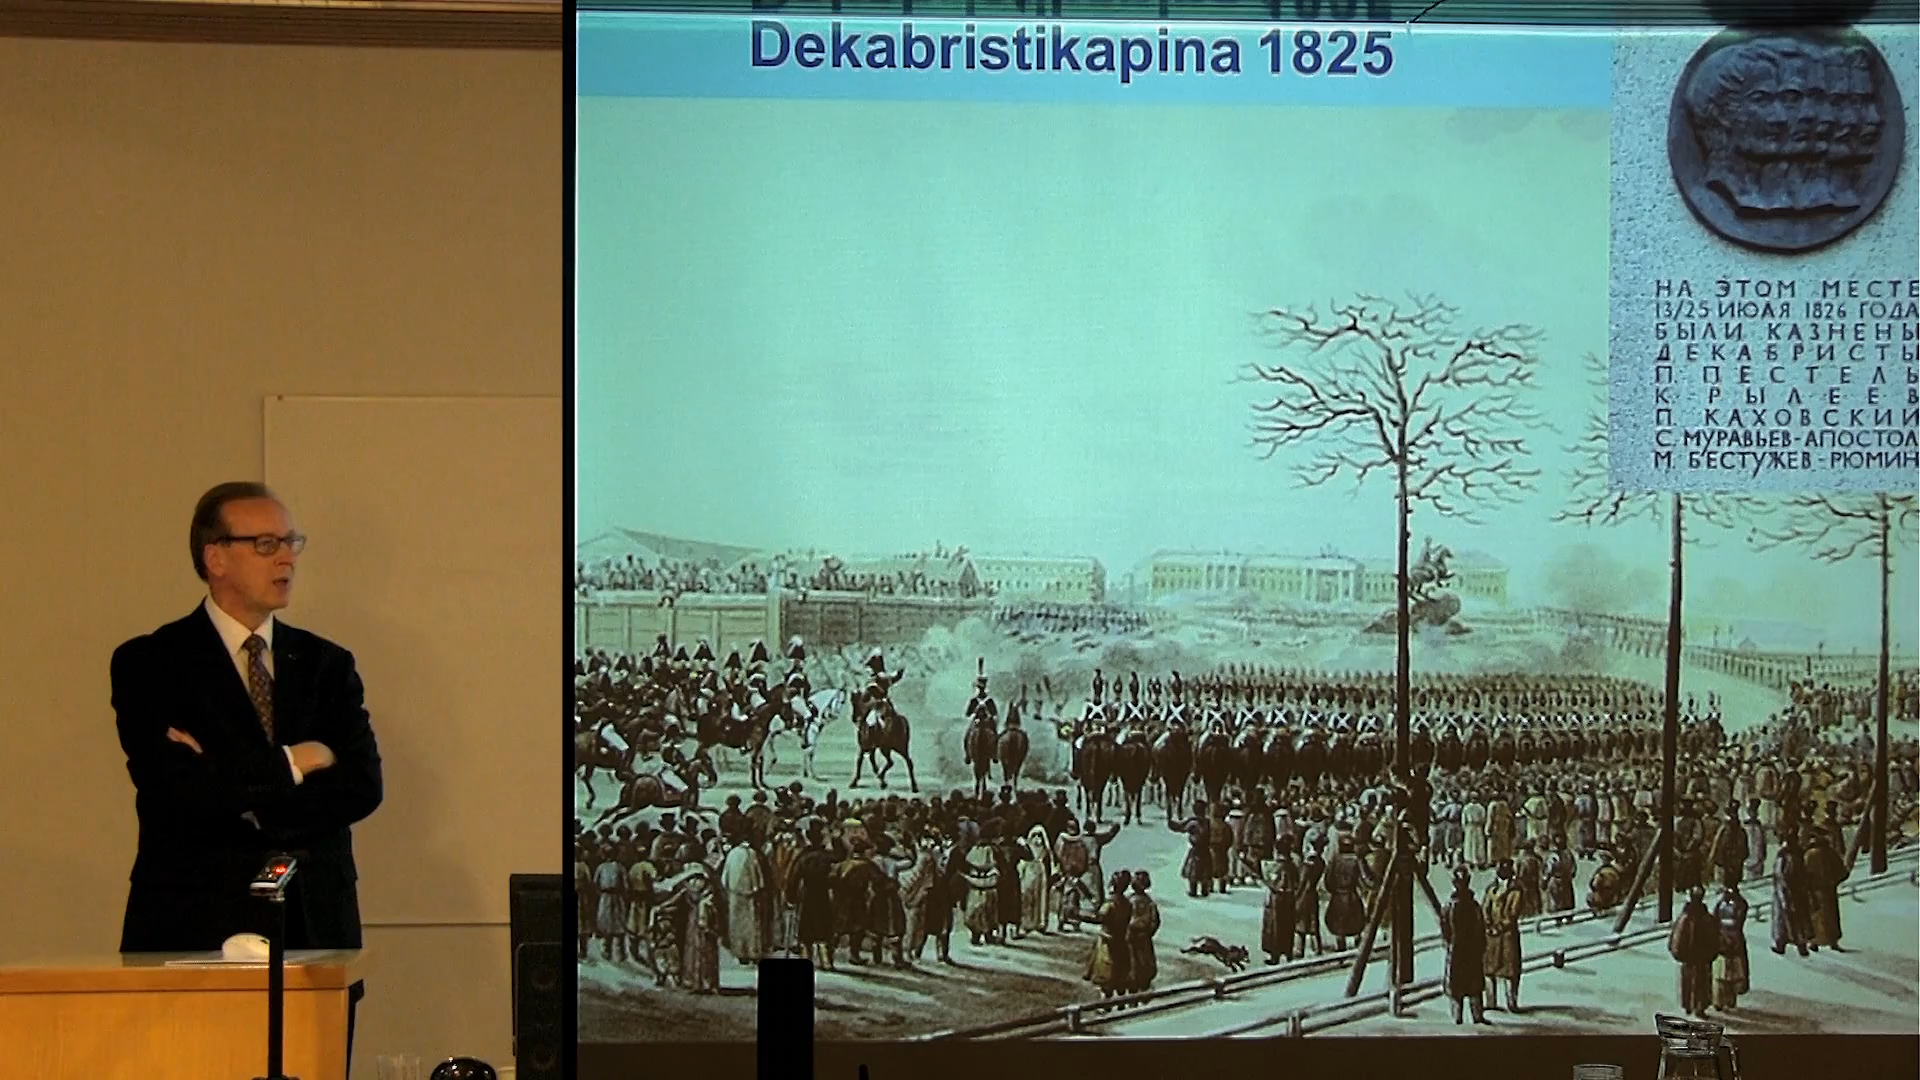 Dekabristikapina 1825
НА ЭТОМ МЕСТЕ
13/25 ИЮЛЯ 1826 ГОДА
БЫЛИ КАЗНЕНЫ
ДЕКАБРИСТЫ
П. ПЕСТЕЛЬ
К. РЫЛЕЕВ
П. КАХОВСКИЙ
С. МУРАВЬЕВ-АПОСТОЛ
М. БЕСТУЖЕВ-РЮМИН